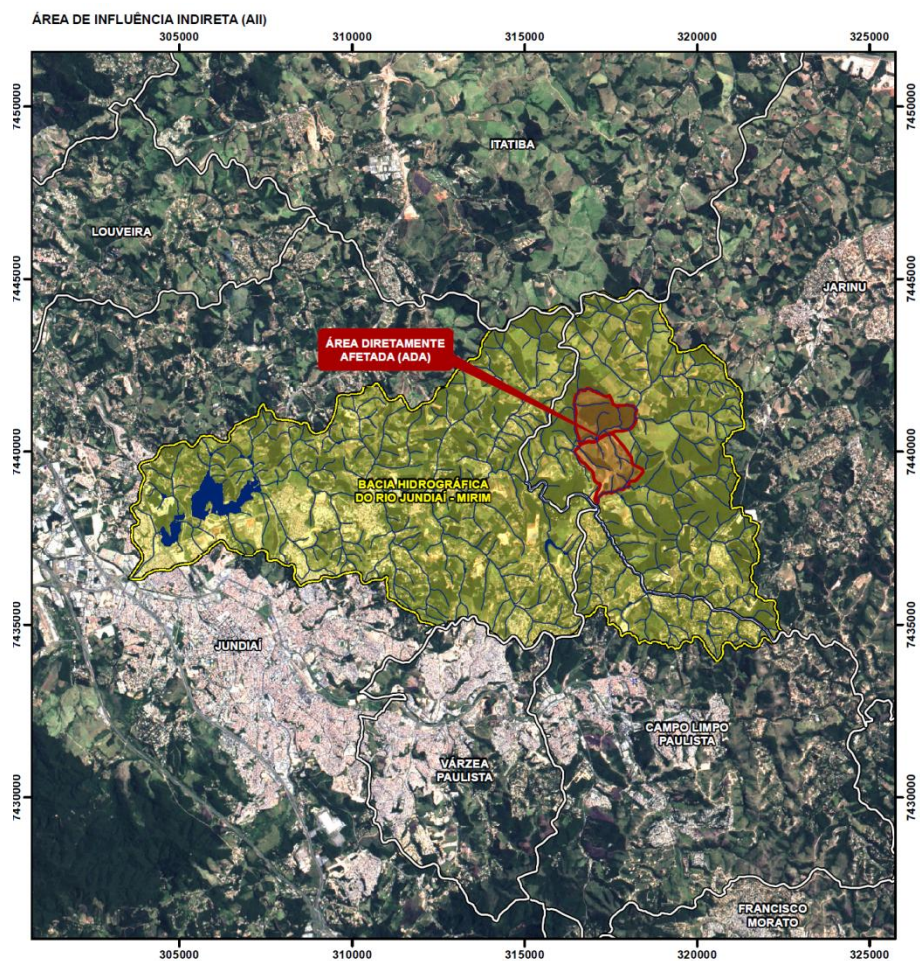 ÁREA DE INFLUÊNCIA INDIRETA (AII)
305000 310000 315000 320000 325000
7450000
7450000
ITATIBA
LOUVEIRA
7445000
7445000
JARINU
ÁREA DIRETAMENTE
AFETADA (ADA)
7440000
7440000
BACIA HIDROGRÁFICA
DO RIO JUNDIAÍ - MIRIM
7435000
7435000
JUNDIAÍ
CAMPO LIMPO
PAULISTA
VÁRZEA
PAULISTA
7430000
7430000
FRANCISCO
MORATO
305000 310000 315000 320000 325000